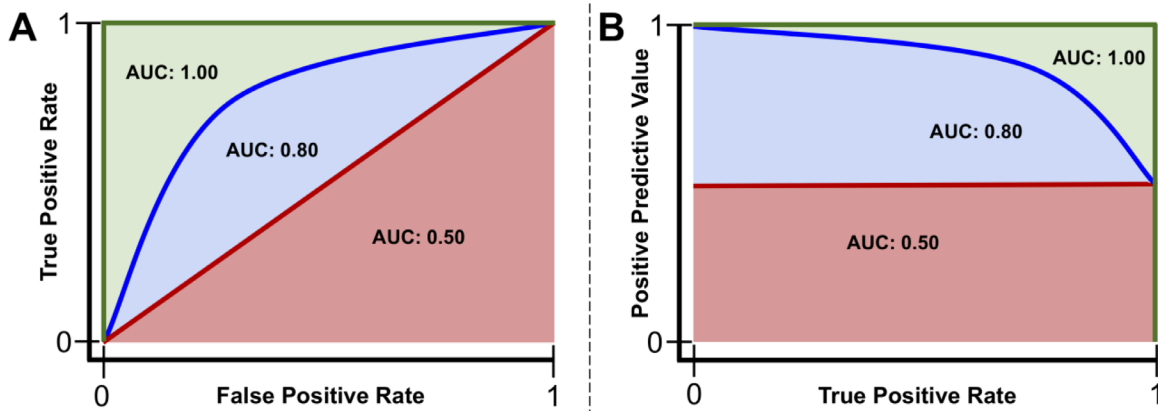 A
1
True Positive Rate
AUC: 1.00
AUC: 0.80
AUC: 0.50
0
0
False Positive Rate
1
B
1
Positive Predictive Value
AUC: 1.00
AUC: 0.80
AUC: 0.50
0
0
True Positive Rate
1